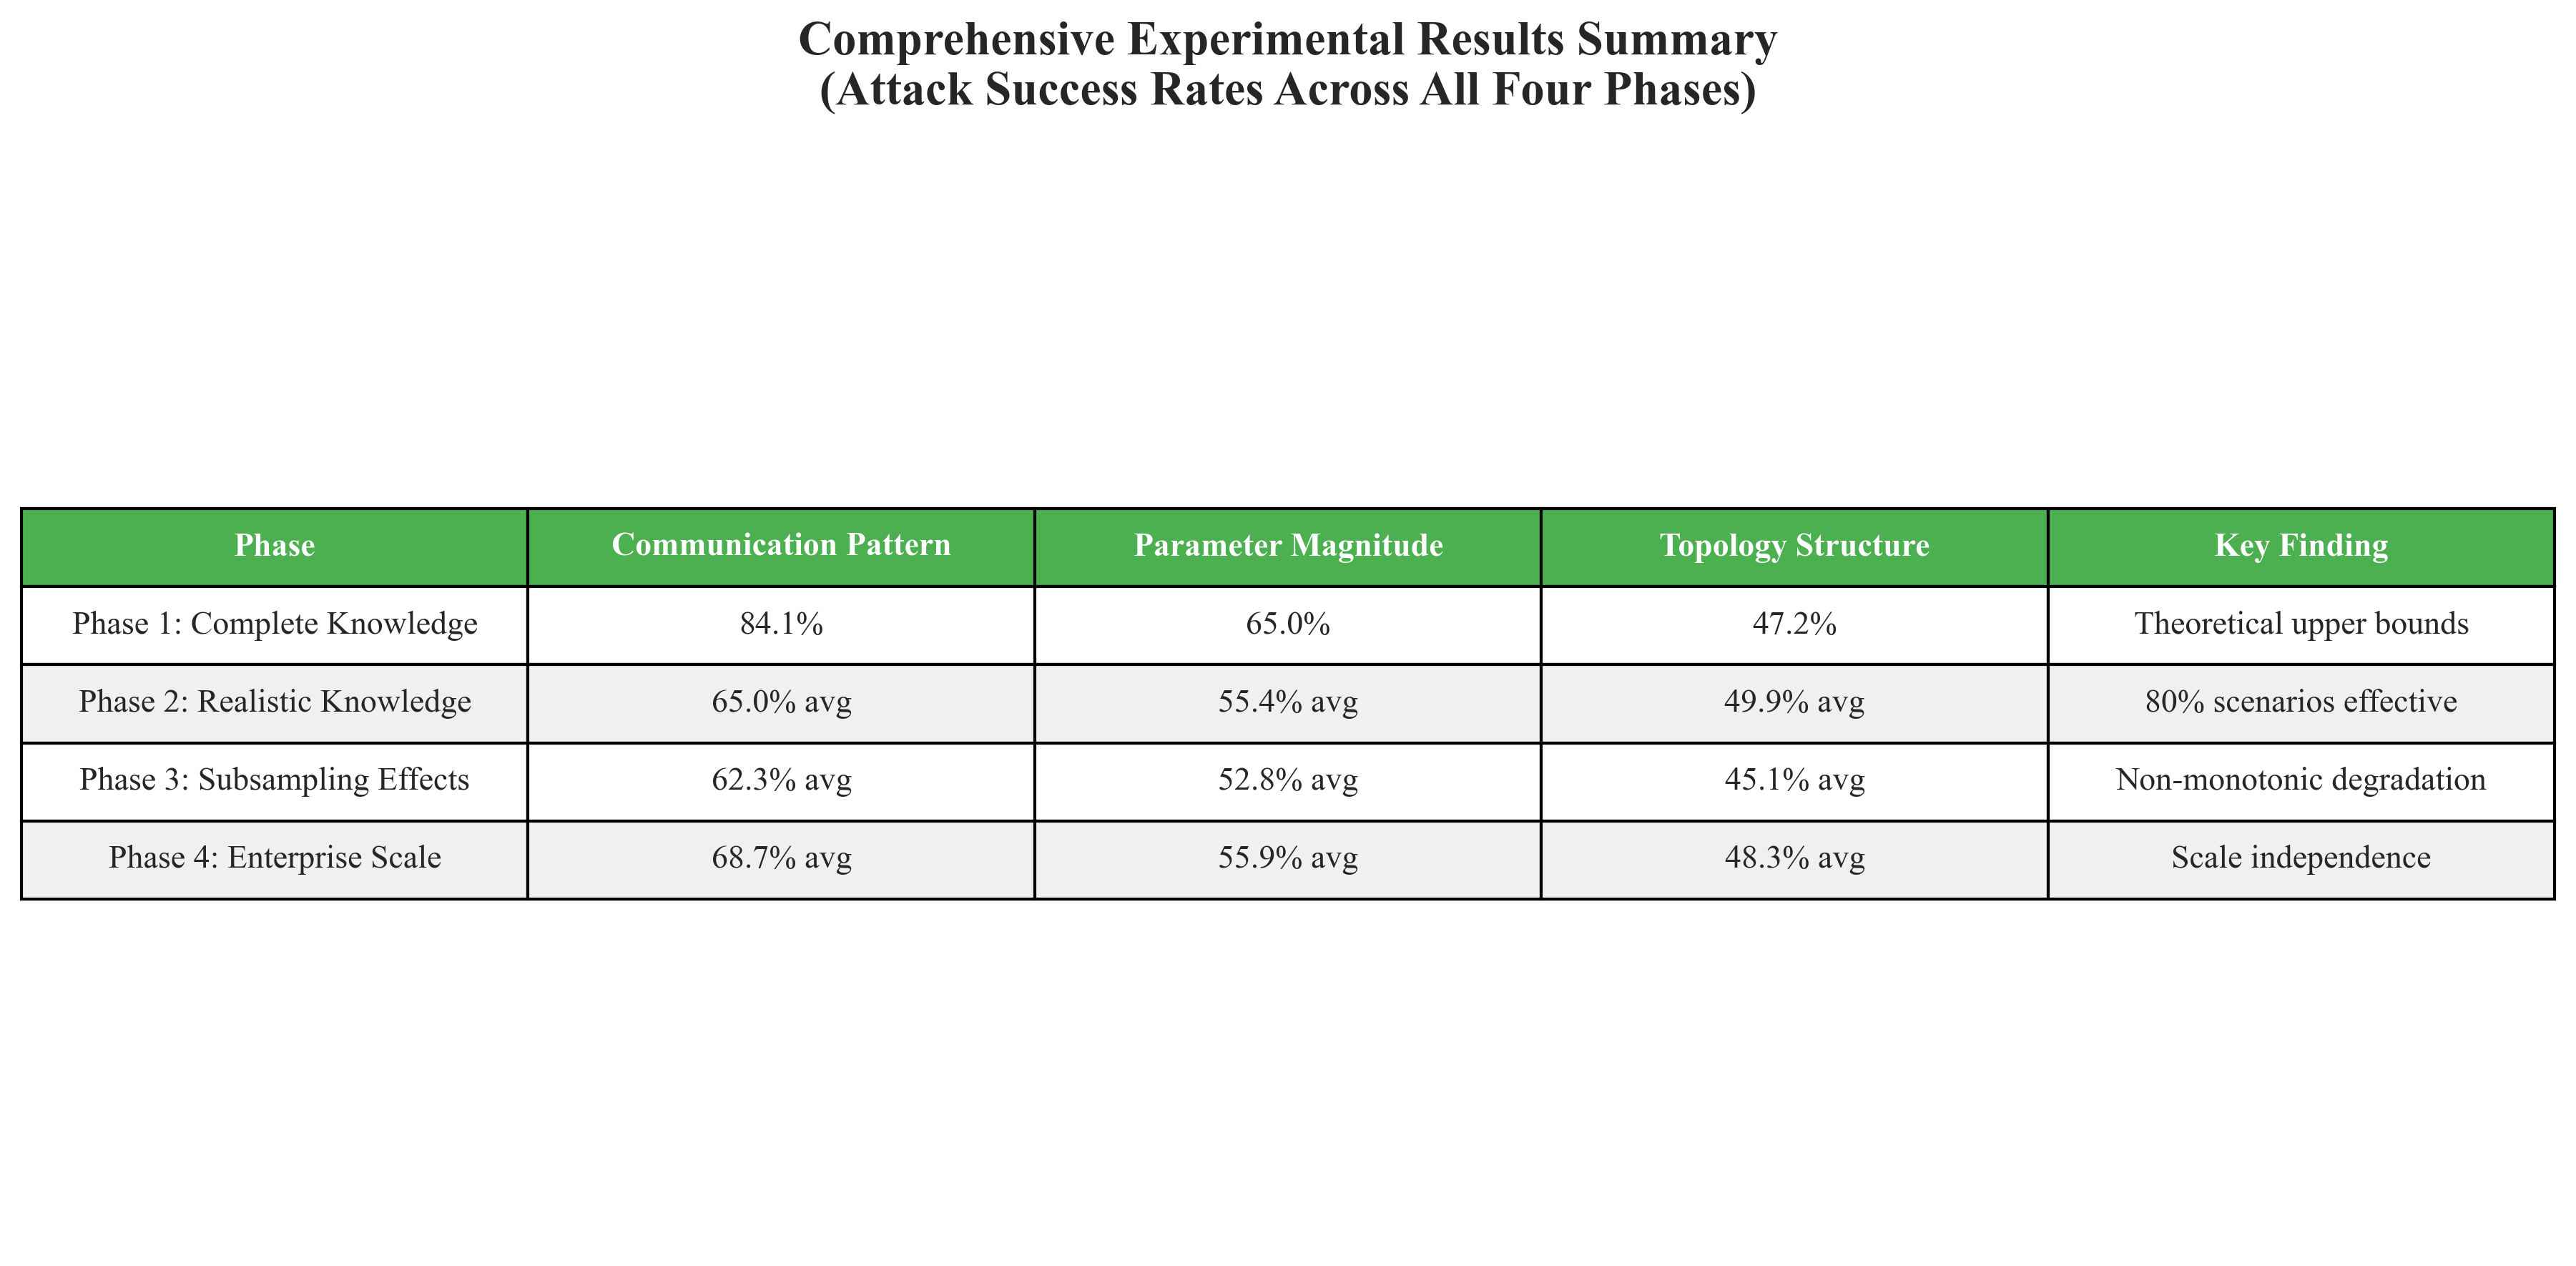 Comprehensive Experimental Results Summary
(Attack Success Rates Across All Four Phases)
Phase Communication Pattern Parameter Magnitude Topology Structure Key Finding
Phase 1: Complete Knowledge 84.1% 65.0% 47.2% Theoretical upper bounds
Phase 2: Realistic Knowledge 65.0% avg 55.4% avg 49.9% avg 80% scenarios effective
Phase 3: Subsampling Effects 62.3% avg 52.8% avg 45.1% avg Non-monotonic degradation
Phase 4: Enterprise Scale 68.7% avg 55.9% avg 48.3% avg Scale independence